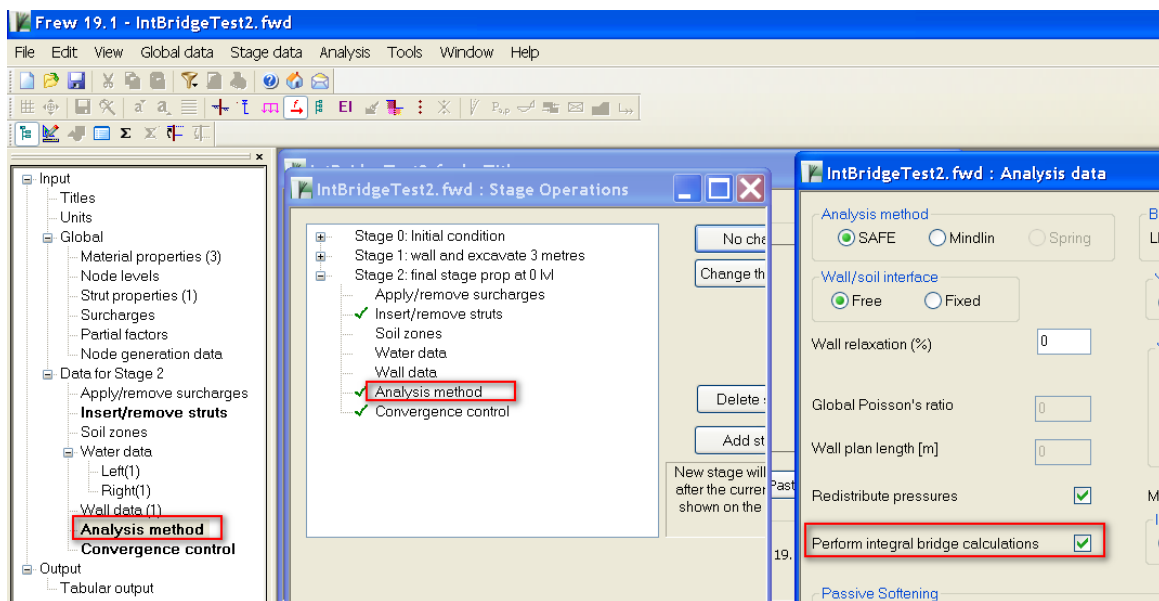 Frew 19.1 - IntBridgeTest2.fwd
File Edit View Global data Stage data Analysis Tools Window Help
Input
Titles
Units
Global
Material properties (3)
Node levels
Strut properties (1)
Surcharges
Partial factors
Node generation data
Data for Stage 2
Apply/remove surcharges
Insert/remove struts
Soil zones
Water data
Left(1)
Right(1)
Wall data (1)
Analysis method
Convergence control
Output
Tabular output
IntBridgeTest2.fwd : Stage Operations
Stage 0: Initial condition
Stage 1: wall and excavate 3 metres
Stage 2: final stage prop at 0 lvl
Apply/remove surcharges
Insert/remove struts
Soil zones
Water data
Wall data
Analysis method
Convergence control
No cha
Change th
Delete s
Add st
New stage will
after the currer
shown on the
Past
19.
IntBridgeTest2.fwd : Analysis data
Analysis method
SAFE Mindlin Spring
Wall/soil interface
Free Fixed
Wall relaxation (%) 0
Global Poisson's ratio 0
Wall plan length [m] 0
Redistribute pressures
Perform integral bridge calculations
Passive Softening